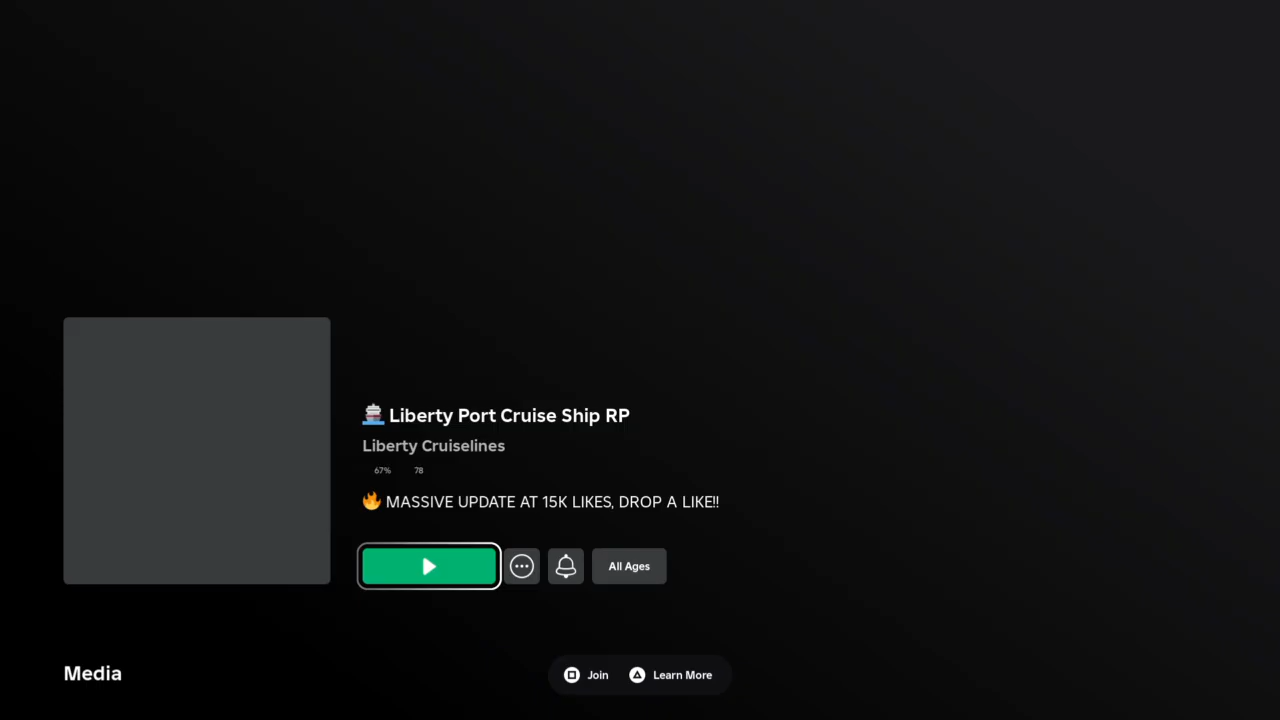 🚢 Liberty Port Cruise Ship RP
Liberty Cruiselines
67% 78
🔥 MASSIVE UPDATE AT 15K LIKES, DROP A LIKE!!
All Ages
Media
Join Learn More